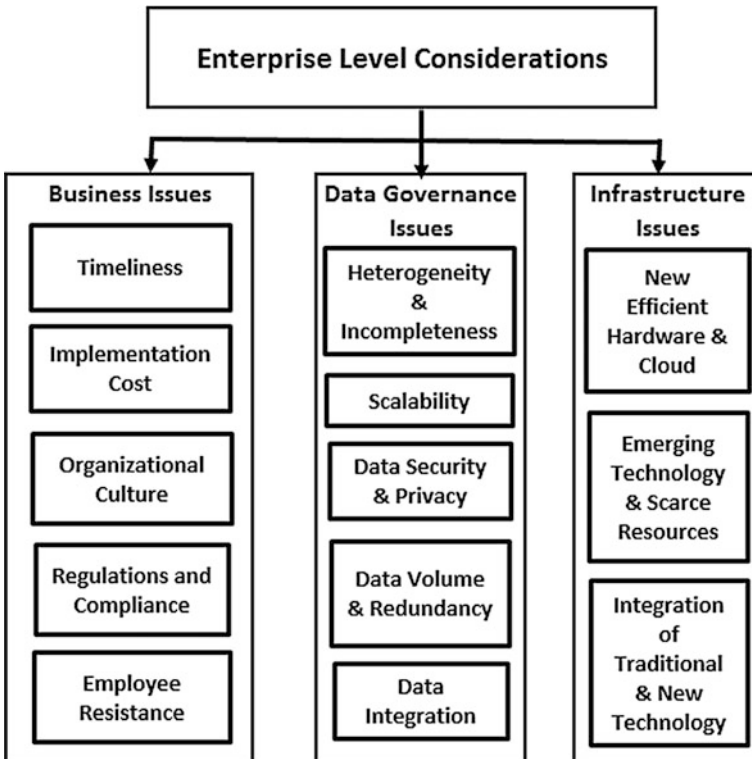 Enterprise Level Considerations
Business Issues
Timeliness
Implementation
Cost
Organizational
Culture
Regulations and
Compliance
Employee
Resistance
Data Governance
Issues
Heterogeneity
&
Incompleteness
Scalability
Data Security
& Privacy
Data Volume
& Redundancy
Data
Integration
Infrastructure
Issues
New
Efficient
Hardware &
Cloud
Emerging
Technology
& Scarce
Resources
Integration
of
Traditional
& New
Technology